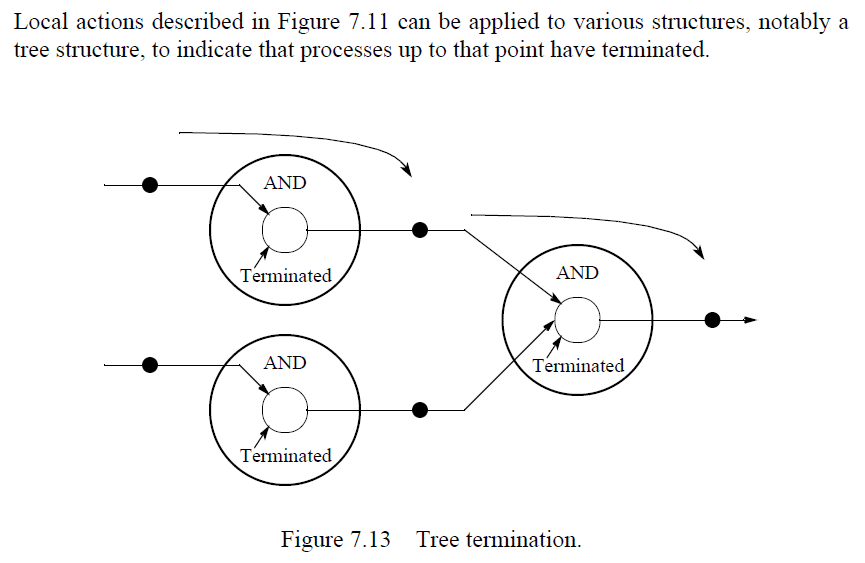 Local actions described in Figure 7.11 can be applied to various structures, notably a
tree structure, to indicate that processes up to that point have terminated.
AND
Terminated
AND
Terminated
AND
Terminated
Figure 7.13 Tree termination.